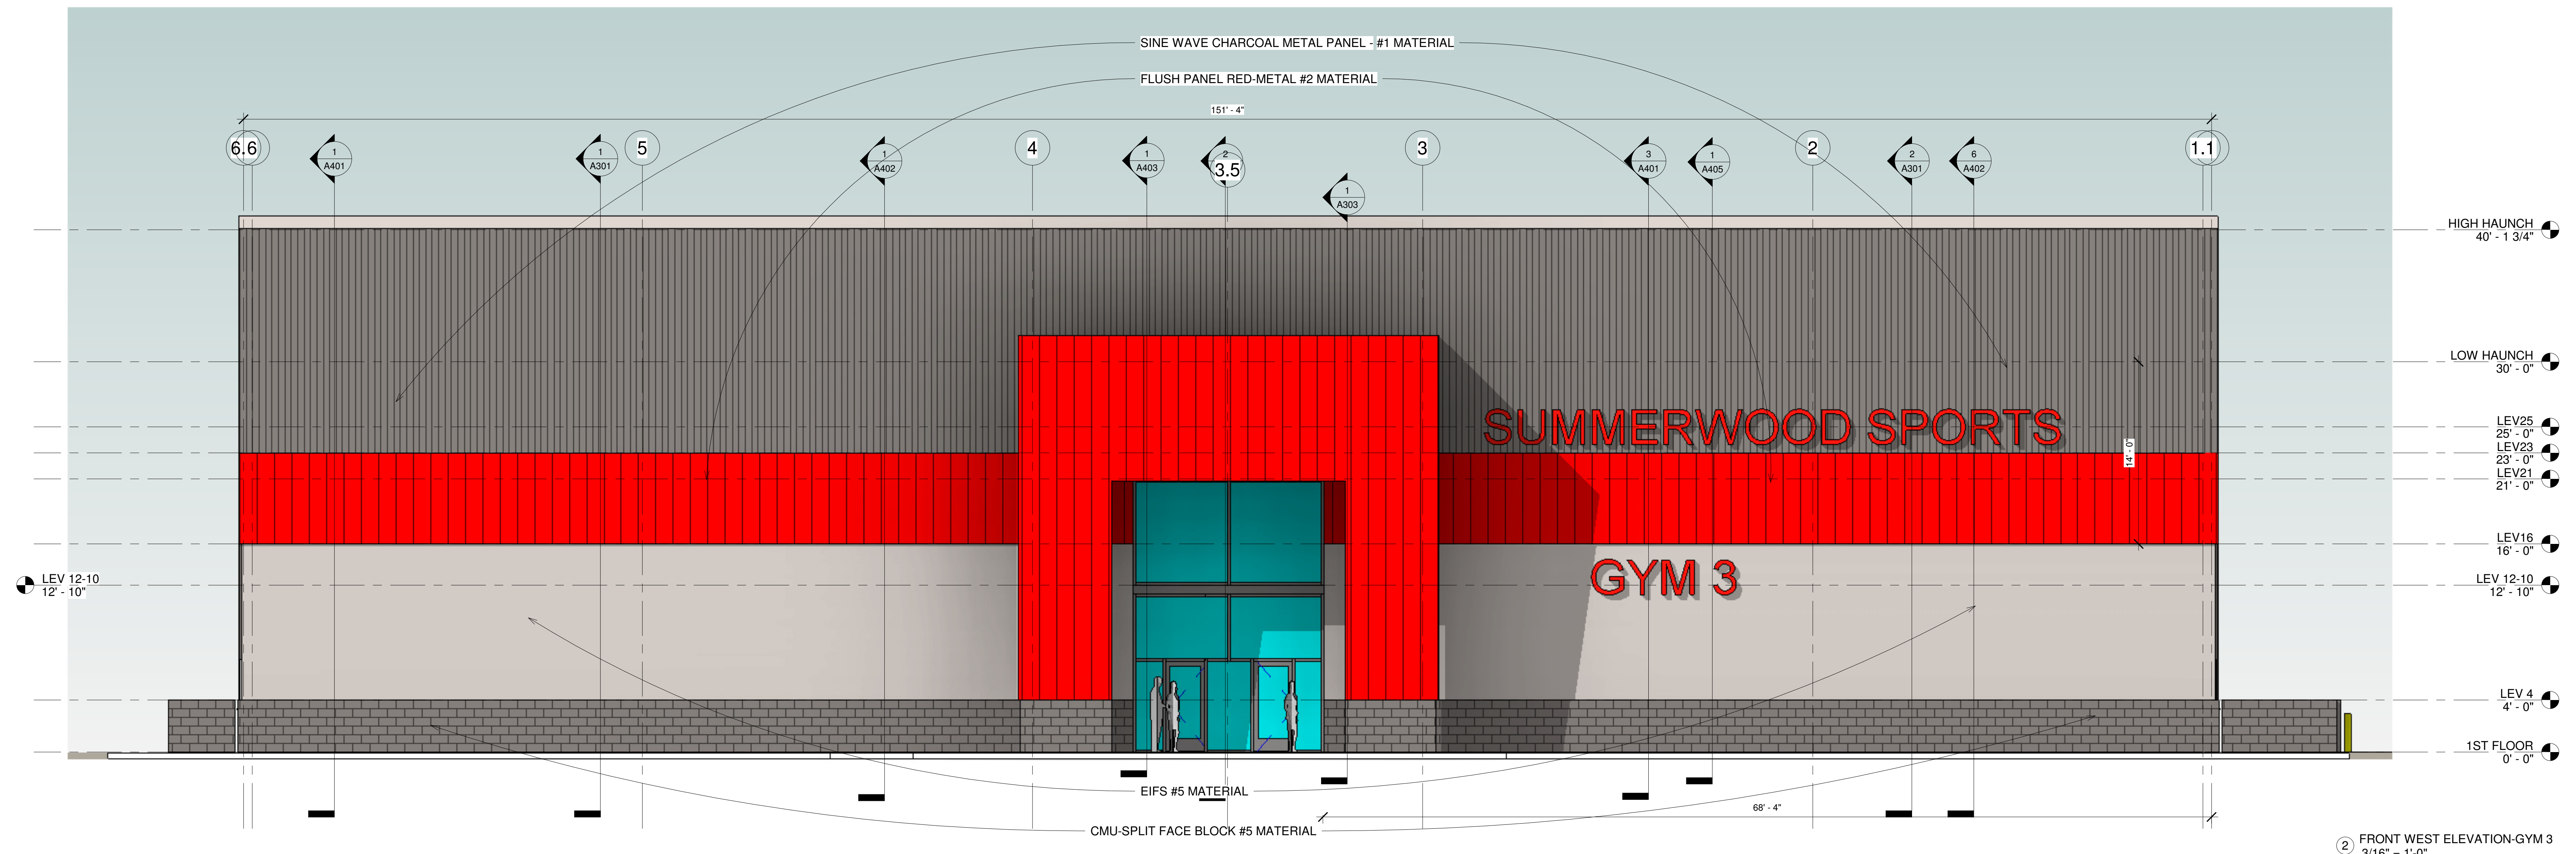 SINE WAVE CHARCOAL METAL PANEL - #1 MATERIAL
FLUSH PANEL RED-METAL #2 MATERIAL
151' - 4"
6.6
1
A401
1
A301
5
1
A402
4
1
A403
2
3.5
1
A303
3
3
A401
1
A405
2
2
A301
6
A402
1.1
HIGH HAUNCH
40' - 1 3/4"
LOW HAUNCH
30' - 0"
LEV25
25' - 0"
LEV23
23' - 0"
LEV21
21' - 0"
14' - 0"
SUMMERWOOD SPORTS
LEV16
16' - 0"
GYM 3
LEV 12-10
12' - 10"
LEV 12-10
12' - 10"
LEV 4
4' - 0"
1ST FLOOR
0' - 0"
EIFS #5 MATERIAL
68' - 4"
CMU-SPLIT FACE BLOCK #5 MATERIAL
2
FRONT WEST ELEVATION-GYM 3
3/16" = 1'-0"